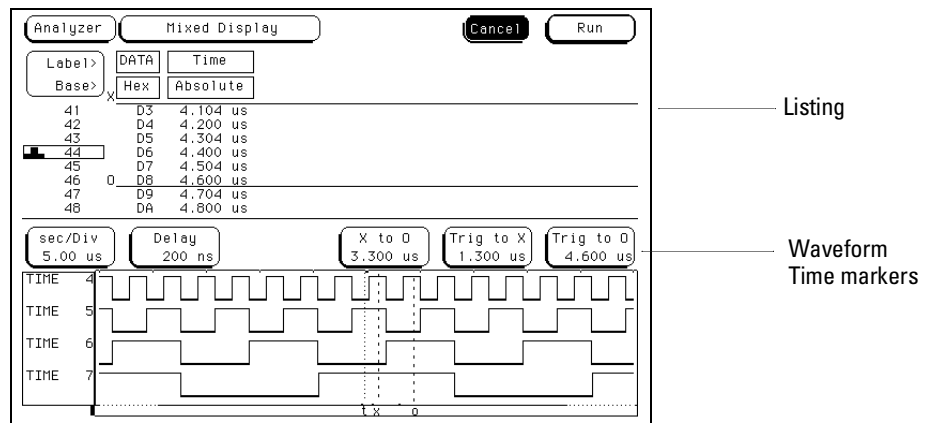 Analyzer Mixed Display Cancel Run
Label> DATA Time
Base> Hex Absolute
X
41 D3 4.104 us
42 D4 4.200 us
43 D5 4.304 us
44 D6 4.400 us
45 D7 4.504 us
46 O D8 4.600 us
47 D9 4.704 us
48 DA 4.800 us
Listing
sec/Div Delay X to O Trig to X Trig to O
5.00 us 200 ns 3.300 us 1.300 us 4.600 us
Waveform
Time markers
TIME 4
TIME 5
TIME 6
TIME 7
t x o